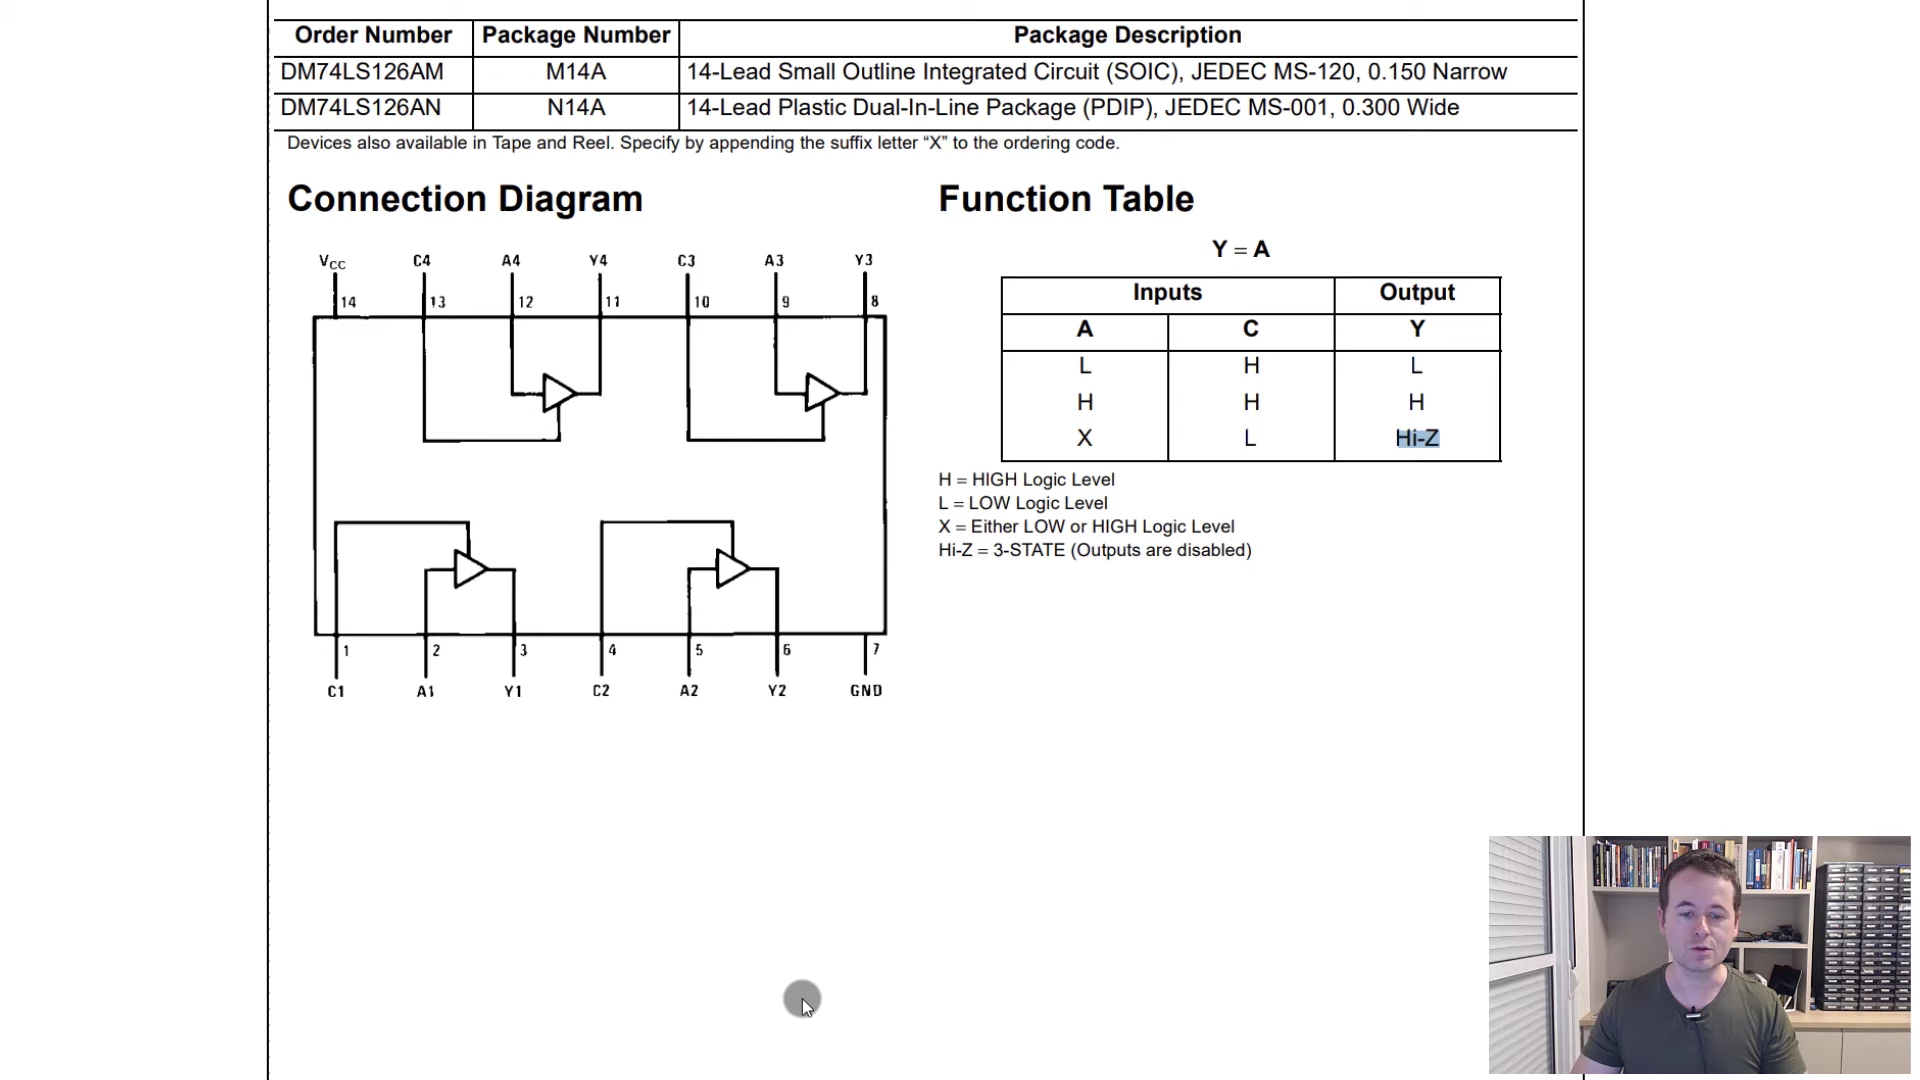 Order Number Package Number Package Description
DM74LS126AM M14A 14-Lead Small Outline Integrated Circuit (SOIC), JEDEC MS-120, 0.150 Narrow
DM74LS126AN N14A 14-Lead Plastic Dual-In-Line Package (PDIP), JEDEC MS-001, 0.300 Wide
Devices also available in Tape and Reel. Specify by appending the suffix letter “X” to the ordering code.
Connection Diagram
VCC C4 A4 Y4 C3 A3 Y3
14 13 12 11 10 9 8
1 2 3 4 5 6 7
C1 A1 Y1 C2 A2 Y2 GND
Function Table
Y = A
Inputs Output
A C Y
L H L
H H H
X L Hi-Z
H = HIGH Logic Level
L = LOW Logic Level
X = Either LOW or HIGH Logic Level
Hi-Z = 3-STATE (Outputs are disabled)